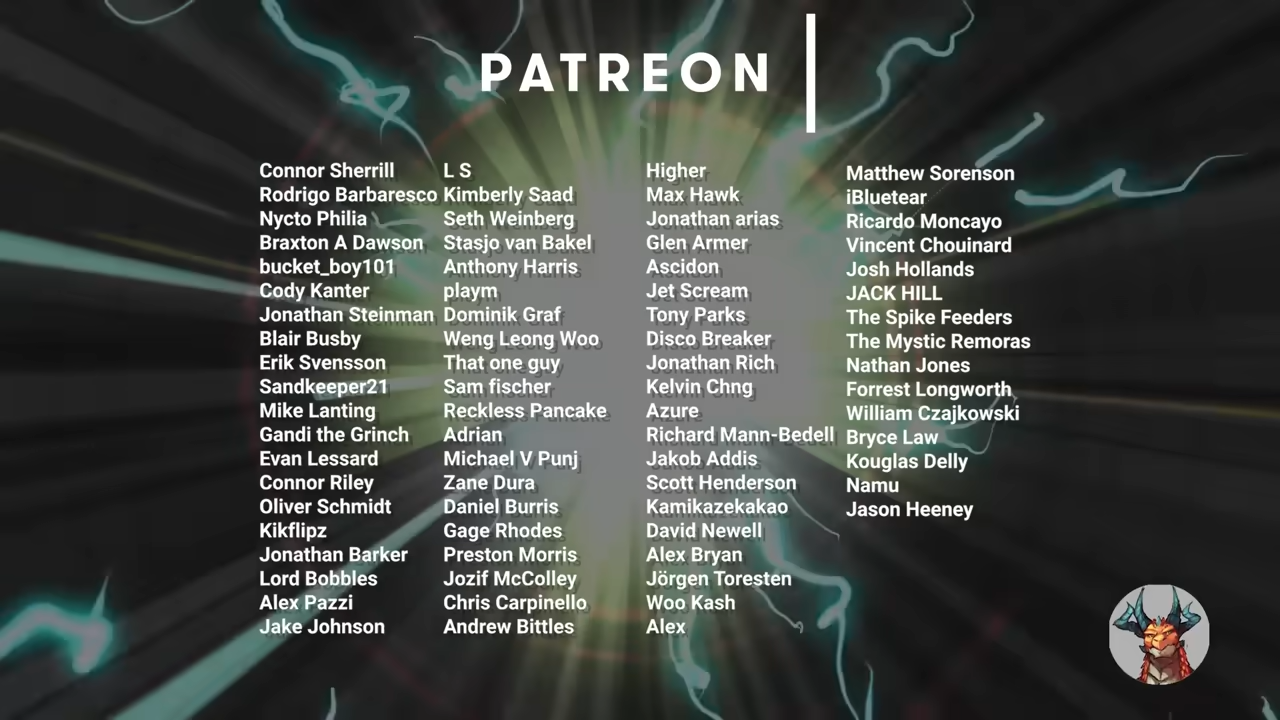 PATREON
Connor Sherrill
Rodrigo Barbaresco
Nycto Philia
Braxton A Dawson
bucket_boy101
Cody Kanter
Jonathan Steinman
Blair Busby
Erik Svensson
Sandkeeper21
Mike Lanting
Gandi the Grinch
Evan Lessard
Connor Riley
Oliver Schmidt
Kikflipz
Jonathan Barker
Lord Bobbles
Alex Pazzi
Jake Johnson
L S
Kimberly Saad
Seth Weinberg
Stasjo van Bakel
Anthony Harris
playm
Dominik Graf
Weng Leong Woo
That one guy
Sam fischer
Reckless Pancake
Adrian
Michael V Punj
Zane Dura
Daniel Burris
Gage Rhodes
Preston Morris
Jozif McColley
Chris Carpinello
Andrew Bittles
Higher
Max Hawk
Jonathan arias
Glen Armer
Ascidon
Jet Scream
Tony Parks
Disco Breaker
Jonathan Rich
Kelvin Chng
Azure
Richard Mann-Bedell
Jakob Addis
Scott Henderson
Kamikazekakao
David Newell
Alex Bryan
Jörgen Toresten
Woo Kash
Alex
Matthew Sorenson
iBluetear
Ricardo Moncayo
Vincent Chouinard
Josh Hollands
JACK HILL
The Spike Feeders
The Mystic Remoras
Nathan Jones
Forrest Longworth
William Czajkowski
Bryce Law
Kouglas Delly
Namu
Jason Heeney